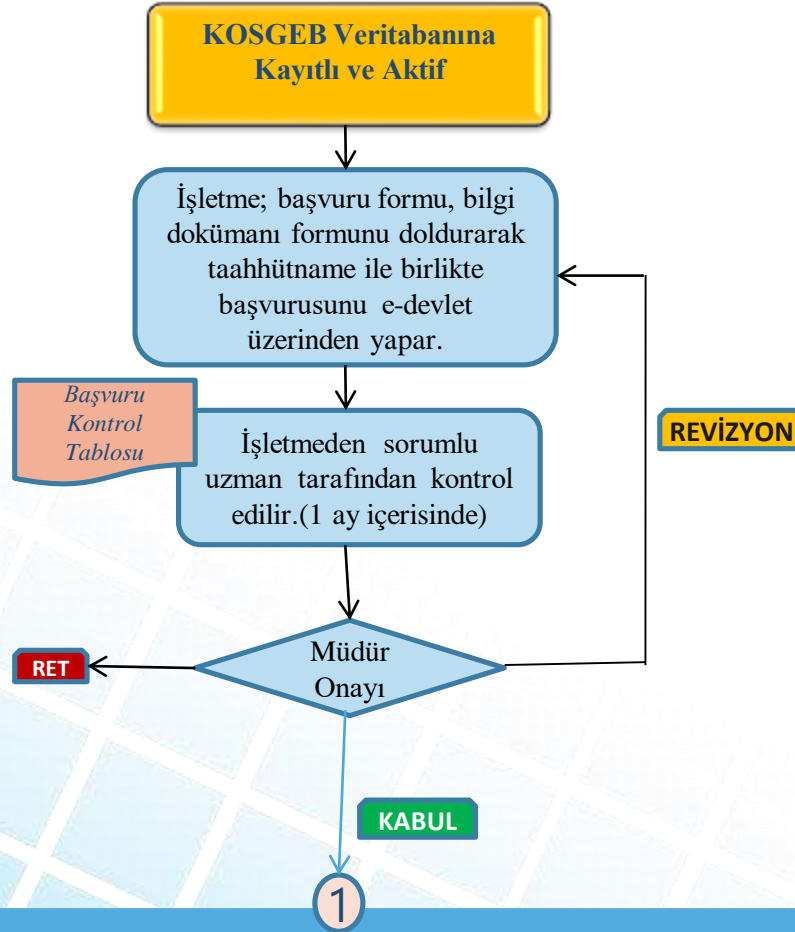 KOSGEB Veritabanına
Kayıtlı ve Aktif
İşletme; başvuru formu, bilgi
dokümanı formunu doldurarak
taahhütname ile birlikte
başvurusunu e-devlet
üzerinden yapar.
Başvuru
Kontrol
Tablosu
İşletmeden sorumlu
uzman tarafından kontrol
edilir.(1 ay içerisinde)
REVİZYON
Müdür
Onayı
RET
KABUL
1